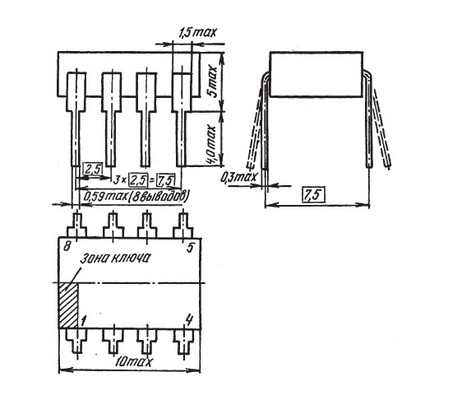 1,5 max
5 max
4,0 max
2,5
3 × 2,5 = 7,5
0,59 max (8 выводов)
0,3 max
7,5
8
5
Зона ключа
1
4
10 max